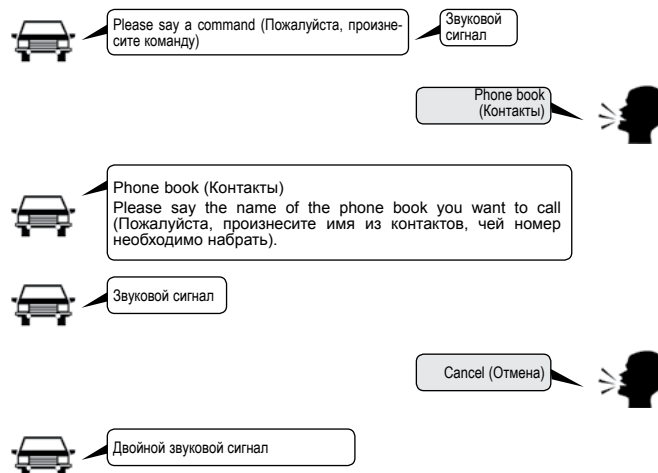 Please say a command (Пожалуйста, произне-
сите команду)
Звуковой
сигнал
Phone book
(Контакты)
Phone book (Контакты)
Please say the name of the phone book you want to call
(Пожалуйста, произнесите имя из контактов, чей номер
необходимо набрать).
Звуковой сигнал
Cancel (Отмена)
Двойной звуковой сигнал